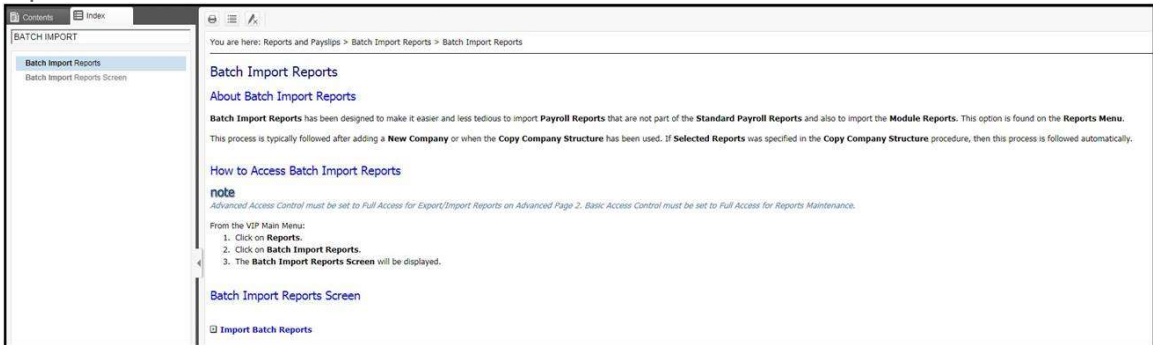 Contents
Index
BATCH IMPORT
Batch Import Reports
Batch Import Reports Screen
You are here: Reports and Payslips > Batch Import Reports > Batch Import Reports
Batch Import Reports
About Batch Import Reports
Batch Import Reports has been designed to make it easier and less tedious to import Payroll Reports that are not part of the Standard Payroll Reports and also to import the Module Reports. This option is found on the Reports Menu.
This process is typically followed after adding a New Company or when the Copy Company Structure has been used. If Selected Reports was specified in the Copy Company Structure procedure, then this process is followed automatically.
How to Access Batch Import Reports
note
Advanced Access Control must be set to Full Access for Export/Import Reports on Advanced Page 2. Basic Access Control must be set to Full Access for Reports Maintenance.
From the VIP Main Menu:
1. Click on Reports.
2. Click on Batch Import Reports.
3. The Batch Import Reports Screen will be displayed.
Batch Import Reports Screen
Import Batch Reports